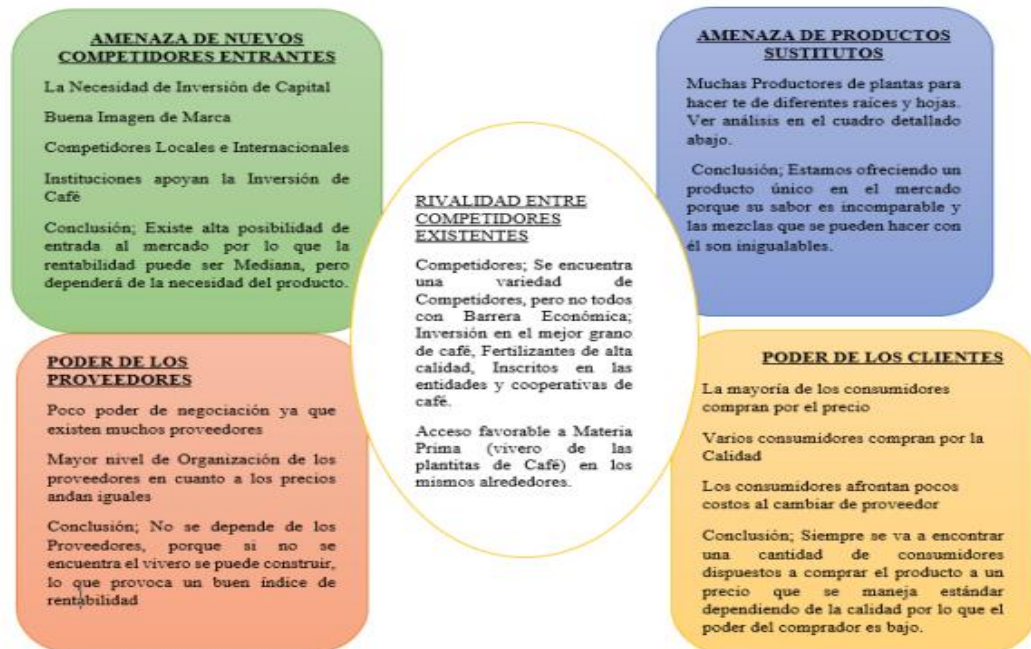 AMENAZA DE NUEVOS
COMPETIDORES ENTRANTES
La Necesidad de Inversión de Capital
Buena Imagen de Marca
Competidores Locales e Internacionales
Instituciones apoyan la Inversión de
Café
Conclusión; Existe alta posibilidad de
entrada al mercado por lo que la
rentabilidad puede ser Mediana, pero
dependerá de la necesidad del producto.
AMENAZA DE PRODUCTOS
SUSTITUTOS
Muchas Productores de plantas para
hacer te de diferentes raíces y hojas.
Ver análisis en el cuadro detallado
abajo.
Conclusión; Estamos ofreciendo un
producto único en el mercado
porque su sabor es incomparable y
las mezclas que se pueden hacer con
él son inigualables.
RIVALIDAD ENTRE
COMPETIDORES
EXISTENTES
Competidores; Se encuentra
una variedad de
Competidores, pero no todos
con Barrera Económica;
Inversión en el mejor grano
de café, Fertilizantes de alta
calidad, Inscritos en las
entidades y cooperativas de
café.
Acceso favorable a Materia
Prima (vivero de las
plantitas de Café) en los
mismos alrededores.
PODER DE LOS
PROVEEDORES
Poco poder de negociación ya que
existen muchos proveedores
Mayor nivel de Organización de los
proveedores en cuanto a los precios
andan iguales
Conclusión; No se depende de los
Proveedores, porque si no se
encuentra el vivero se puede construir,
lo que provoca un buen índice de
rentabilidad
PODER DE LOS CLIENTES
La mayoría de los consumidores
compran por el precio
Varios consumidores compran por la
Calidad
Los consumidores afrontan pocos
costos al cambiar de proveedor
Conclusión; Siempre se va a encontrar
una cantidad de consumidores
dispuestos a comprar el producto a un
precio que se maneja estándar
dependiendo de la calidad por lo que el
poder del comprador es bajo.